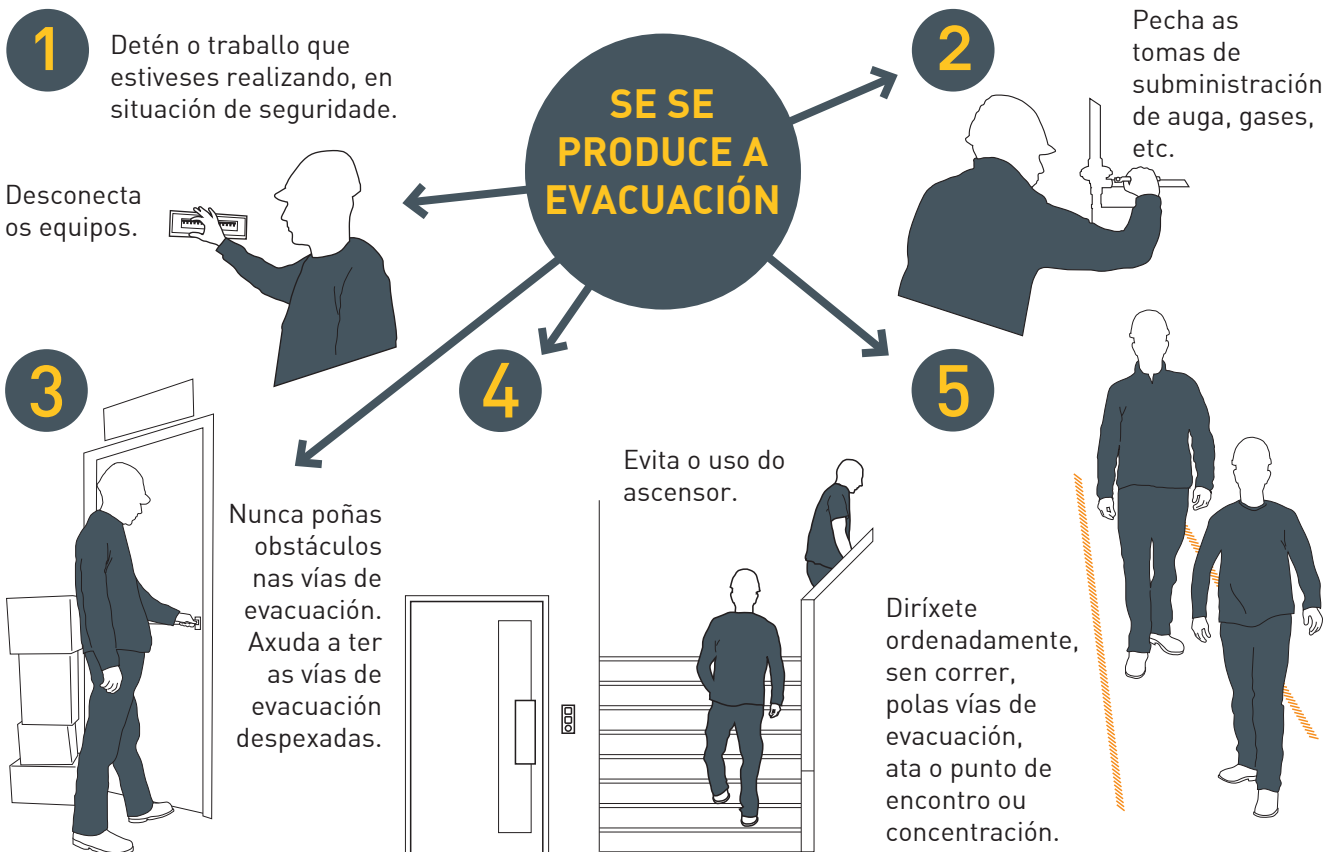 SE SE
PRODUCE A
EVACUACIÓN
1
Detén o traballo que
estiveses realizando, en
situación de seguridade.
Desconecta
os equipos.
2
Pecha as
tomas de
subministración
de auga, gases,
etc.
3
Nunca poñas
obstáculos
nas vías de
evacuación.
Axuda a ter
as vías de
evacuación
despexadas.
4
Evita o uso do
ascensor.
5
Diríxete
ordenadamente,
sen correr,
polas vías de
evacuación,
ata o punto de
encontro ou
concentración.